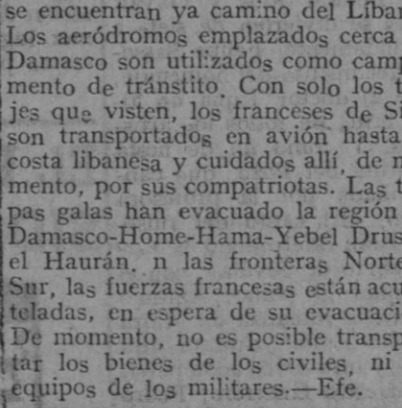 se encuentran ya camino del Líban
Los aeródromos emplazados cerca
Damasco son utilizados como camp
mento de tránstito. Con solo los t
jes que visten, los franceses de Si
son transportados en avión hasta
costa libanesa y cuidados allí, de m
mento, por sus compatriotas. Las t
pas galas han evacuado la región
Damasco-Home-Hama-Yebel Drus
el Haurán. n las fronteras Norte
Sur, las fuerzas francesas están acu
teladas, en espera de su evacuaci
De momento, no es posible transp
tar los bienes de los civiles, ni
equipos de los militares.—Efe.